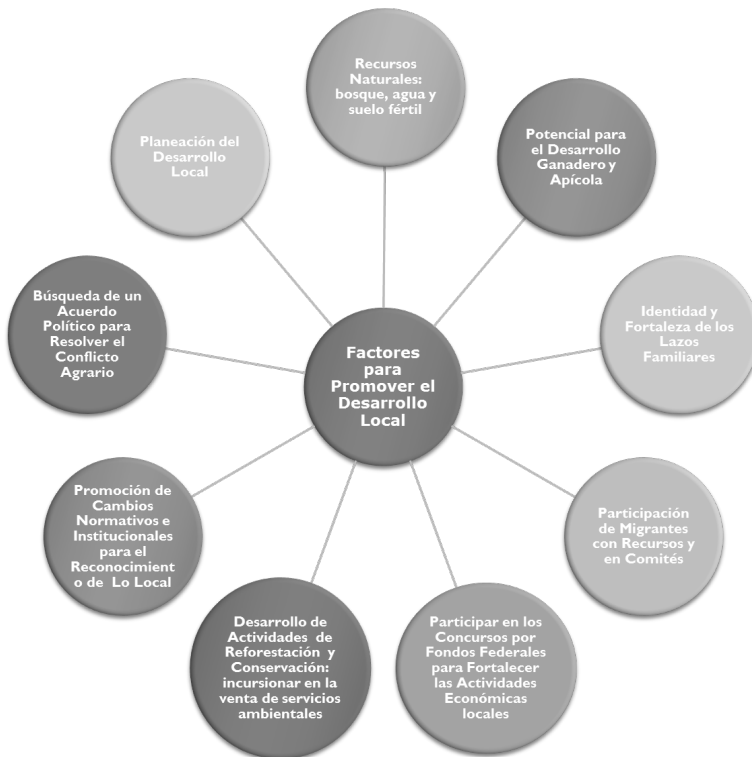 Recursos
Naturales:
bosque, agua y
suelo fértil
Potencial para
el Desarrollo
Ganadero y
Apícola
Identidad y
Fortaleza de los
Lazos
Familiares
Participación
de Migrantes
con Recursos y
en Comités
Participar en los
Concursos por
Fondos Federales
para Fortalecer
las Actividades
Económicas
locales
Desarrollo de
Actividades de
Reforestación y
Conservación:
incursionar en la
venta de servicios
ambientales
Promoción de
Cambios
Normativos e
Institucionales
para el
Reconocimient
o de Lo Local
Búsqueda de un
Acuerdo
Político para
Resolver el
Conflicto
Agrario
Planeación del
Desarrollo
Local
Factores
para
Promover el
Desarrollo
Local